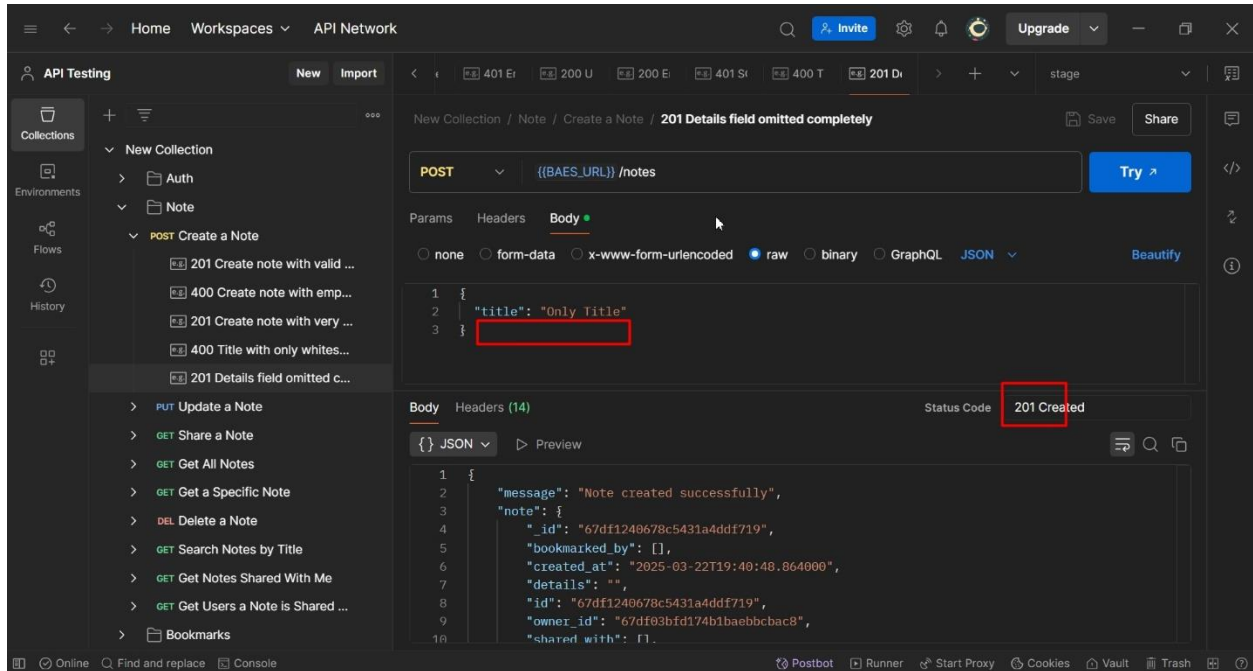 Home Workspaces API Network Invite Upgrade
API Testing New Import
401 Er 200 U 200 E 401 S 400 T 201 De stage
Collections
Environments
Flows
History
New Collection
Auth
Note
POST Create a Note
201 Create note with valid ...
400 Create note with emp...
201 Create note with very ...
400 Title with only whites...
201 Details field omitted c...
PUT Update a Note
GET Share a Note
GET Get All Notes
GET Get a Specific Note
DEL Delete a Note
GET Search Notes by Title
GET Get Notes Shared With Me
GET Get Users a Note is Shared ...
Bookmarks
New Collection / Note / Create a Note / 201 Details field omitted completely Save Share
POST {{BAES_URL}} /notes Try
Params Headers Body
none form-data x-www-form-urlencoded raw binary GraphQL JSON Beautify
1 {
2 "title": "Only Title"
3 }
Body Headers (14) Status Code 201 Created
{} JSON Preview
1 {
2 "message": "Note created successfully",
3 "note": {
4 "_id": "67df1240678c5431a4ddf719",
5 "bookmarked_by": [],
6 "created_at": "2025-03-22T19:40:48.864000",
7 "details": "",
8 "id": "67df1240678c5431a4ddf719",
9 "owner_id": "67df03bfd174b1baebbcbac8",
10 "shared_with": [],
Online Find and replace Console Postbot Runner Start Proxy Cookies Vault Trash